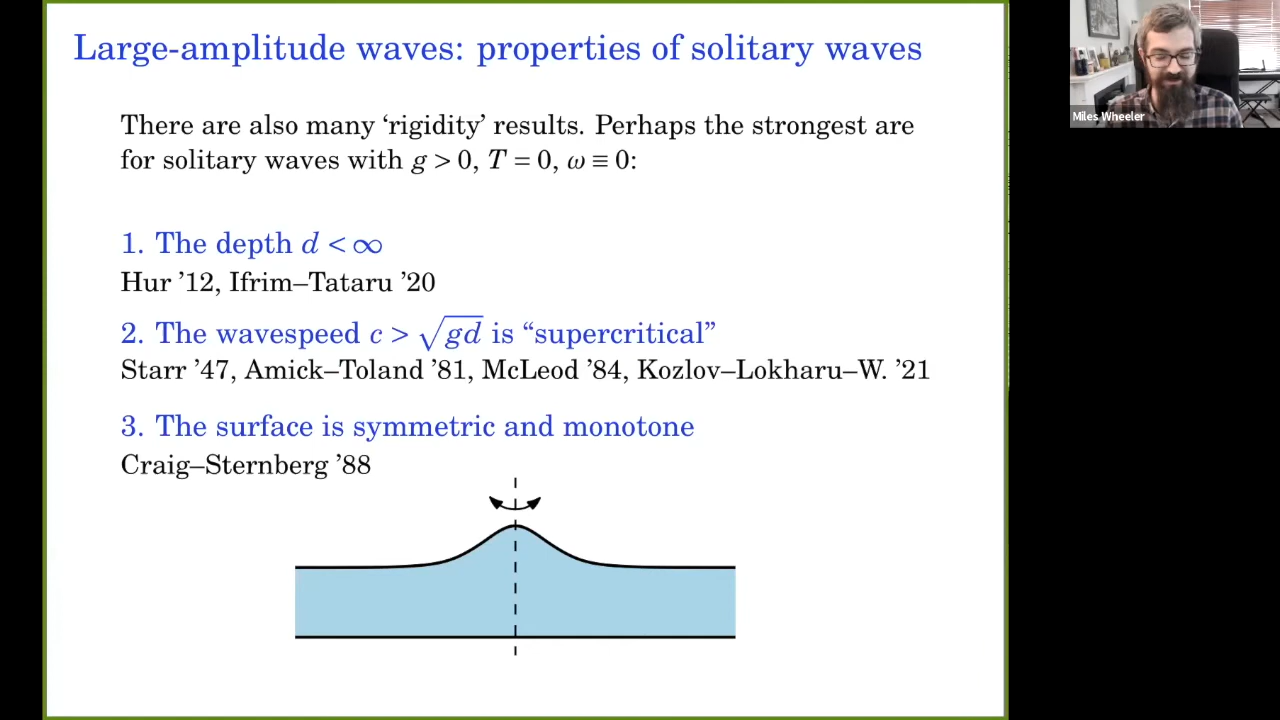 Large-amplitude waves: properties of solitary waves
There are also many ‘rigidity’ results. Perhaps the strongest are
for solitary waves with g > 0, T = 0, ω ≡ 0:
1. The depth d < ∞
Hur ’12, Ifrim–Tataru ’20
2. The wavespeed c > √gd is “supercritical”
Starr ’47, Amick–Toland ’81, McLeod ’84, Kozlov–Lokharu–W. ’21
3. The surface is symmetric and monotone
Craig–Sternberg ’88
Miles Wheeler